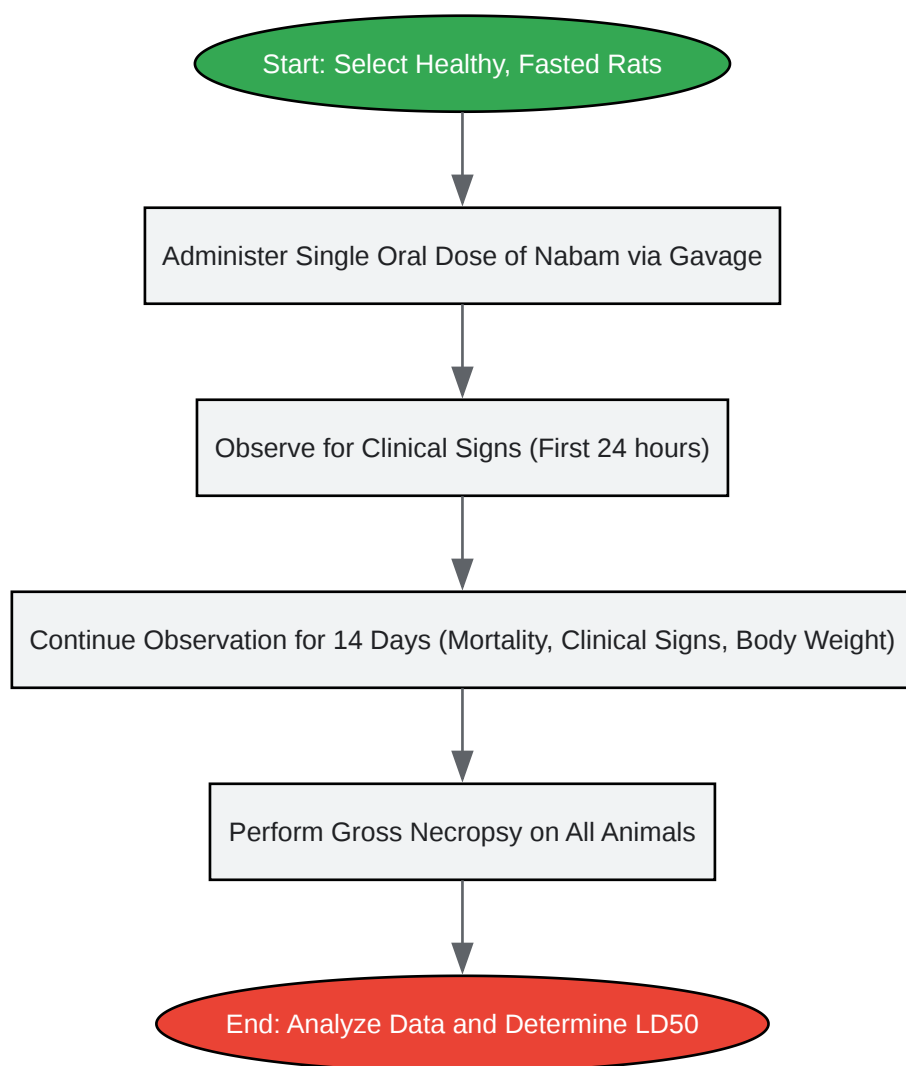 Start: Select Healthy, Fasted Rats
Administer Single Oral Dose of Nabam via Gavage
Observe for Clinical Signs (First 24 hours)
Continue Observation for 14 Days (Mortality, Clinical Signs, Body Weight)
Perform Gross Necropsy on All Animals
End: Analyze Data and Determine LD50